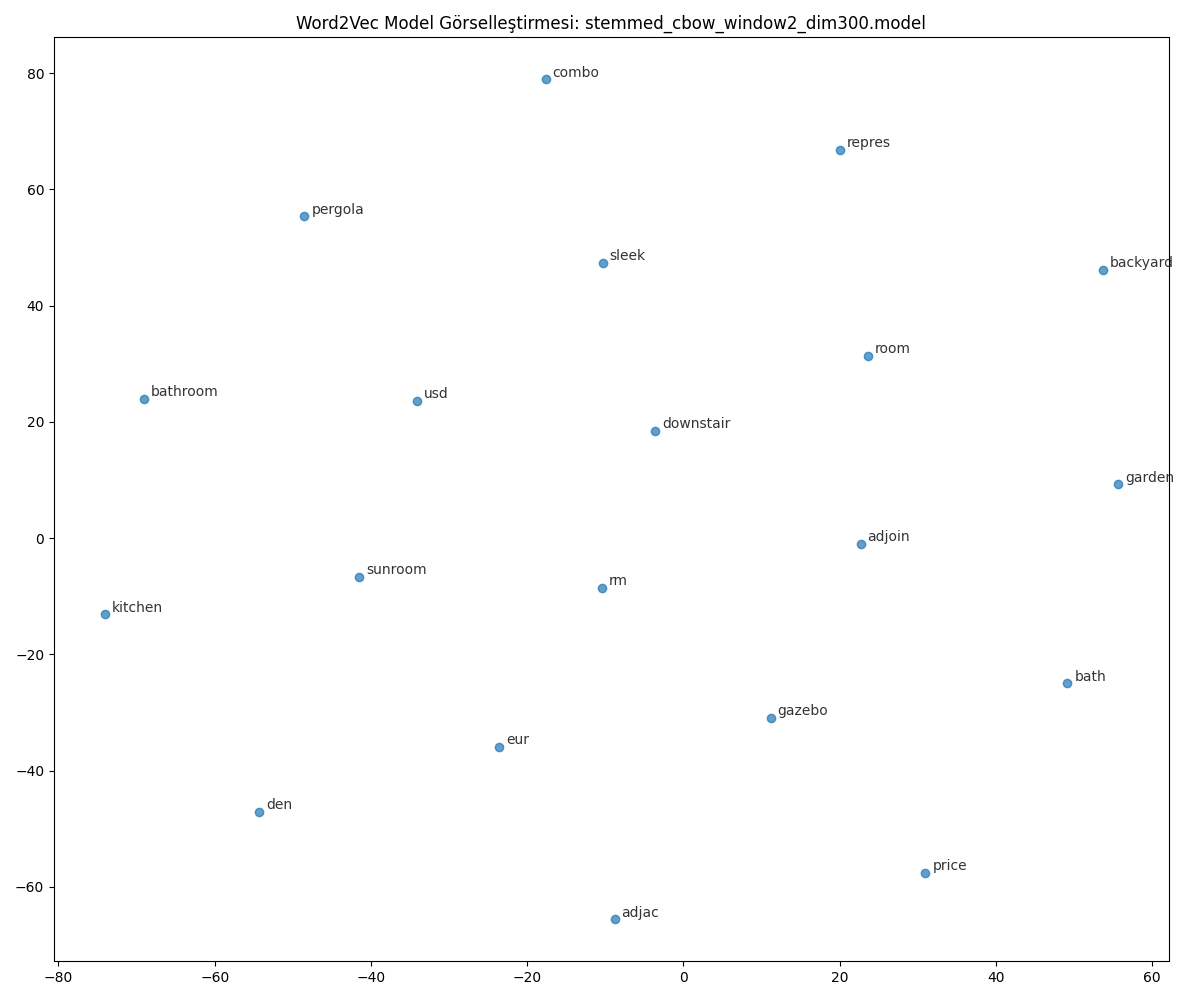 Word2Vec Model Görselleştirmesi: stemmed_cbow_window2_dim300.model
80
combo
repres
60
pergola
sleek
backyard
40
room
bathroom
usd
20
downstair
garden
0
adjoin
sunroom
rm
kitchen
−20
bath
gazebo
eur
−40
den
price
−60
adjac
−80 −60 −40 −20 0 20 40 60